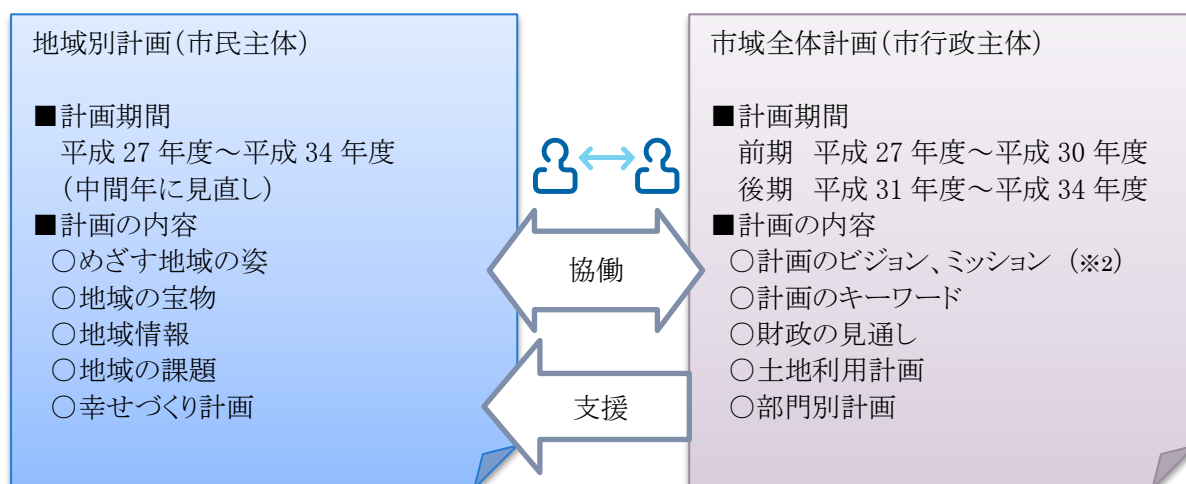 地域別計画（市民主体）
■計画期間
平成 27 年度～平成 34 年度
（中間年に見直し）
■計画の内容
○めざす地域の姿
○地域の宝物
○地域情報
○地域の課題
○幸せづくり計画
協働
支援
市域全体計画（市行政主体）
■計画期間
前期 平成 27 年度～平成 30 年度
後期 平成 31 年度～平成 34 年度
■計画の内容
○計画のビジョン、ミッション （※2）
○計画のキーワード
○財政の見通し
○土地利用計画
○部門別計画